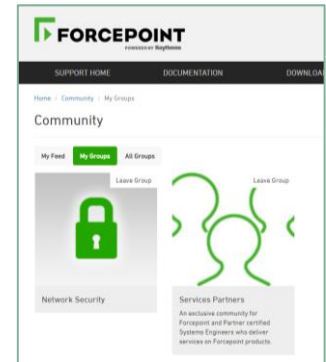 FORCEPOINT
POWERED BY Raytheon
SUPPORT HOME DOCUMENTATION DOWNLOA
Home / Community / My Groups
Community
My Feed My Groups All Groups
Leave Group Leave Group
Network Security Services Partners
An exclusive community for
Forcepoint and Partner certified
Systems Engineers who deliver
services on Forcepoint products.